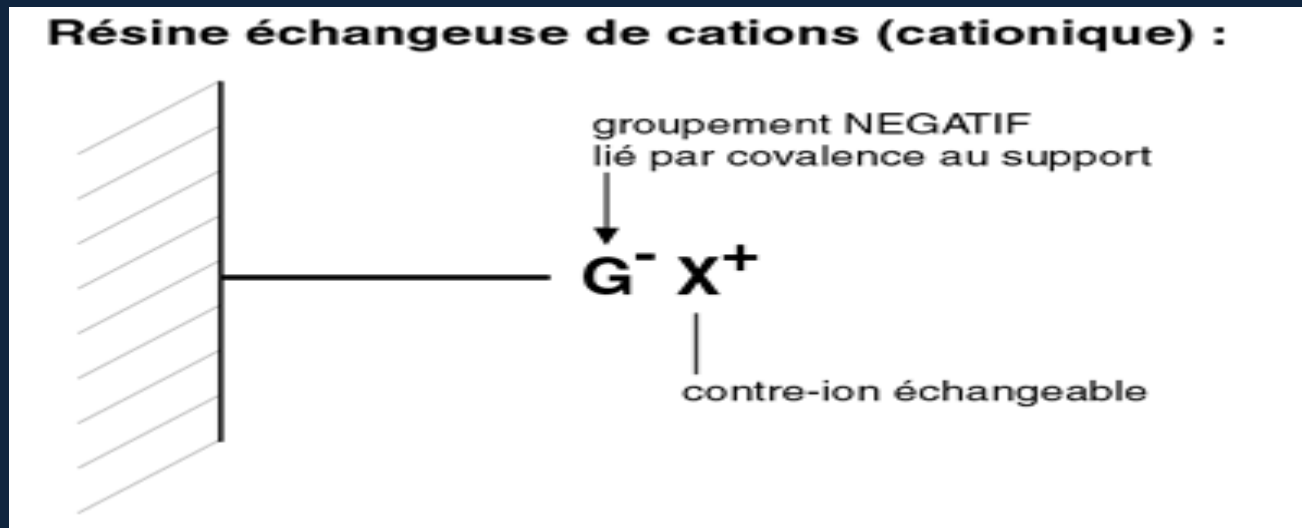 Résine échangeuse de cations (cationique) :
groupement NEGATIF
lié par covalence au support
G- X+
contre-ion échangeable